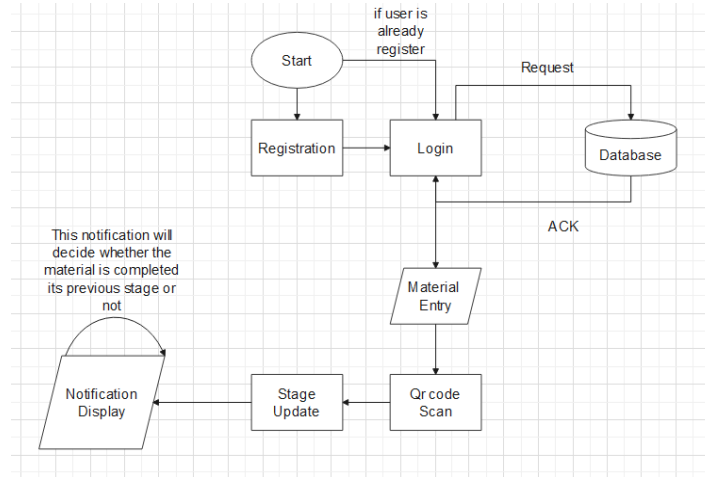 if user is
already
register
Start
Request
Registration
Login
Database
ACK
This notification will
decide whether the
material is completed
its previous stage or
not
Material
Entry
Notification
Display
Stage
Update
Qr code
Scan